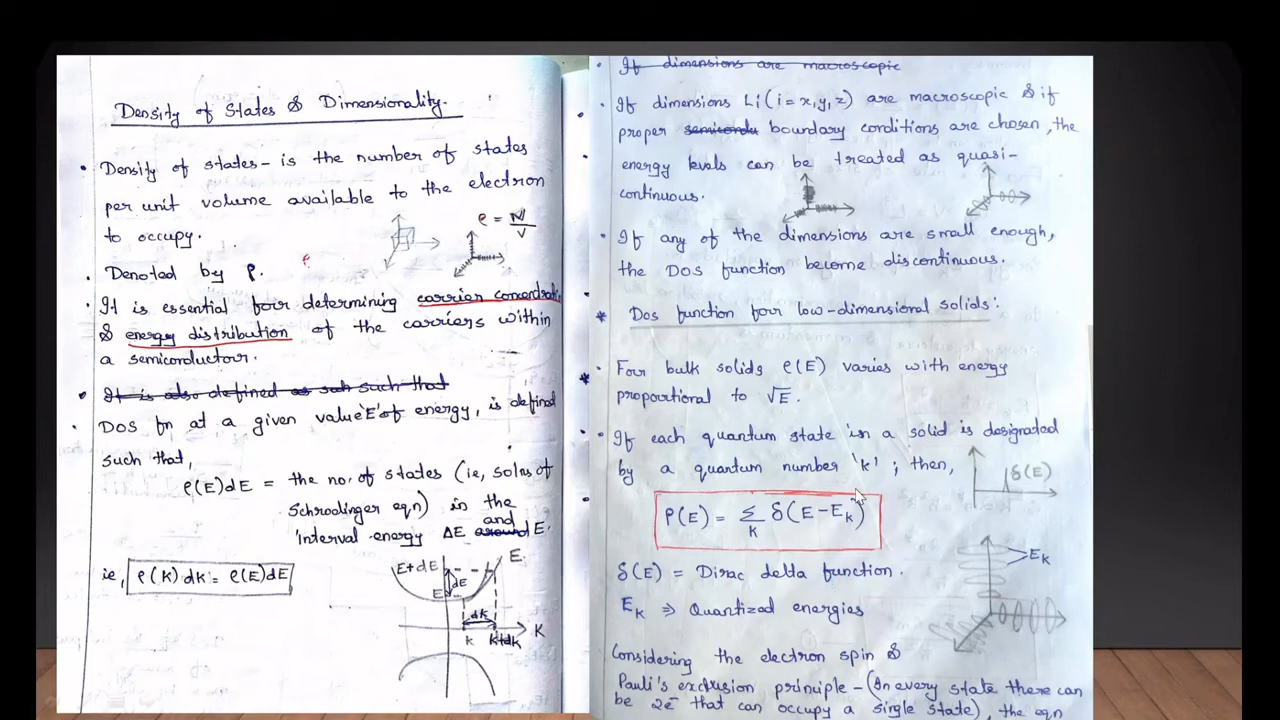 Density of States & Dimensionality.
• Density of states - is the number of states
per unit volume available to the electron
to occupy.
ρ = N/V
• Denoted by ρ.
ρ
• It is essential four determining carrier concentrati
& energy distribution of the carriers within
a semiconductour.
• It is also defined as such such that
• DOS fn at a given value 'E' of energy, is defined
such that,
ρ(E)dE = the no. of states (ie, solns of
Schrodinger eqn) in the
and
interval energy ΔE around E.
ie, ρ(K)dK = ρ(E)dE
E+dE
E
dE
E
dK
K
K+dK
K
• If dimensions are macroscopic
• If dimensions Li (i = x,y,z) are macroscopic & if
proper semicondu boundary conditions are chosen, the
energy levels can be treated as quasi-
continuous.
• If any of the dimensions are small enough,
the DOS function become discontinuous.
* Dos function four low-dimensional solids:
• Four bulk solids ρ(E) varies with energy
proportional to √E.
• If each quantum state in a solid is designated
by a quantum number 'k'; then,
δ(E)
ρ(E) = Σ δ(E-Ek)
k
Ek
δ(E) = Dirac delta function.
Ek ⇒ Quantized energies
Considering the electron spin &
Pauli's exclusion principle - (In every state there can
be 2e⁻ that can occupy a single state), the eqn